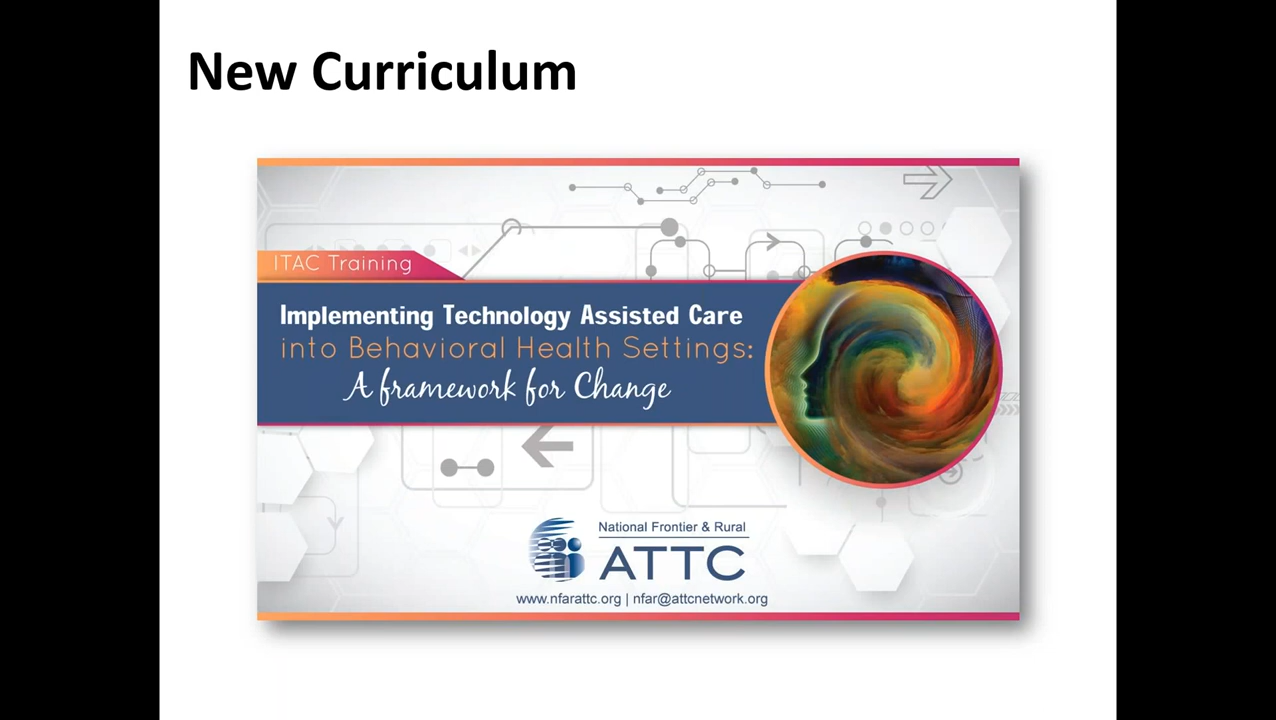 New Curriculum
ITAC Training
Implementing Technology Assisted Care
into Behavioral Health Settings:
A framework for Change
National Frontier & Rural
ATTC
www.nfarattc.org | nfar@attcnetwork.org